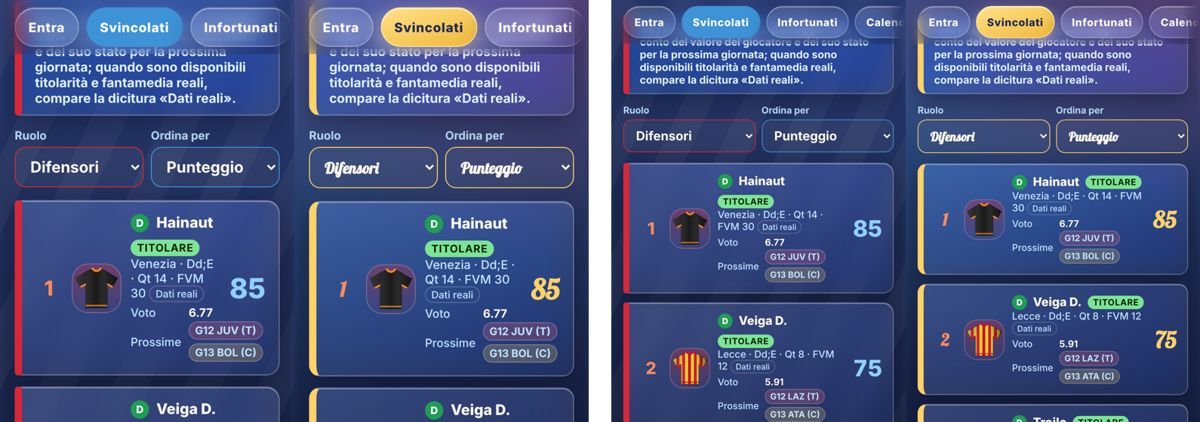 Entra
Svincolati
Infortunati
e del suo stato per la prossima
giornata; quando sono disponibili
titolarità e fantamedia reali,
compare la dicitura «Dati reali».
Ruolo
Ordina per
Difensori
Punteggio
1
D Hainaut
TITOLARE
Venezia · Dd;E
· Qt 14 · FVM
30 Dati reali
85
Voto 6.77
Prossime
G12 JUV (T)
G13 BOL (C)
D Veiga D.
Entra
Svincolati
Infortunati
e del suo stato per la prossima
giornata; quando sono disponibili
titolarità e fantamedia reali,
compare la dicitura «Dati reali».
Ruolo
Ordina per
Difensori
Punteggio
1
D Hainaut
TITOLARE
Venezia · Dd;E
· Qt 14 · FVM
30 Dati reali
85
Voto 6.77
Prossime
G12 JUV (T)
G13 BOL (C)
D Veiga D.
Entra
Svincolati
Infortunati
Calen
conto del valore del giocatore e del suo stato
per la prossima giornata; quando sono
disponibili titolarità e fantamedia reali,
compare la dicitura «Dati reali».
Ruolo
Ordina per
Difensori
Punteggio
1
D Hainaut
TITOLARE
Venezia · Dd;E · Qt 14 ·
FVM 30 Dati reali
85
Voto 6.77
Prossime
G12 JUV (T)
G13 BOL (C)
2
D Veiga D.
TITOLARE
Lecce · Dd;E · Qt 8 · FVM
12 Dati reali
75
Voto 5.91
Prossime
G12 LAZ (T)
G13 ATA (C)
Entra
Svincolati
Infortunati
Calen
conto del valore del giocatore e del suo stato
per la prossima giornata; quando sono
disponibili titolarità e fantamedia reali,
compare la dicitura «Dati reali».
Ruolo
Ordina per
Difensori
Punteggio
1
D Hainaut TITOLARE
Venezia · Dd;E · Qt 14 · FVM
30 Dati reali
85
Voto 6.77
Prossime
G12 JUV (T)
G13 BOL (C)
2
D Veiga D. TITOLARE
Lecce · Dd;E · Qt 8 · FVM 12
Dati reali
75
Voto 5.91
Prossime
G12 LAZ (T)
G13 ATA (C)